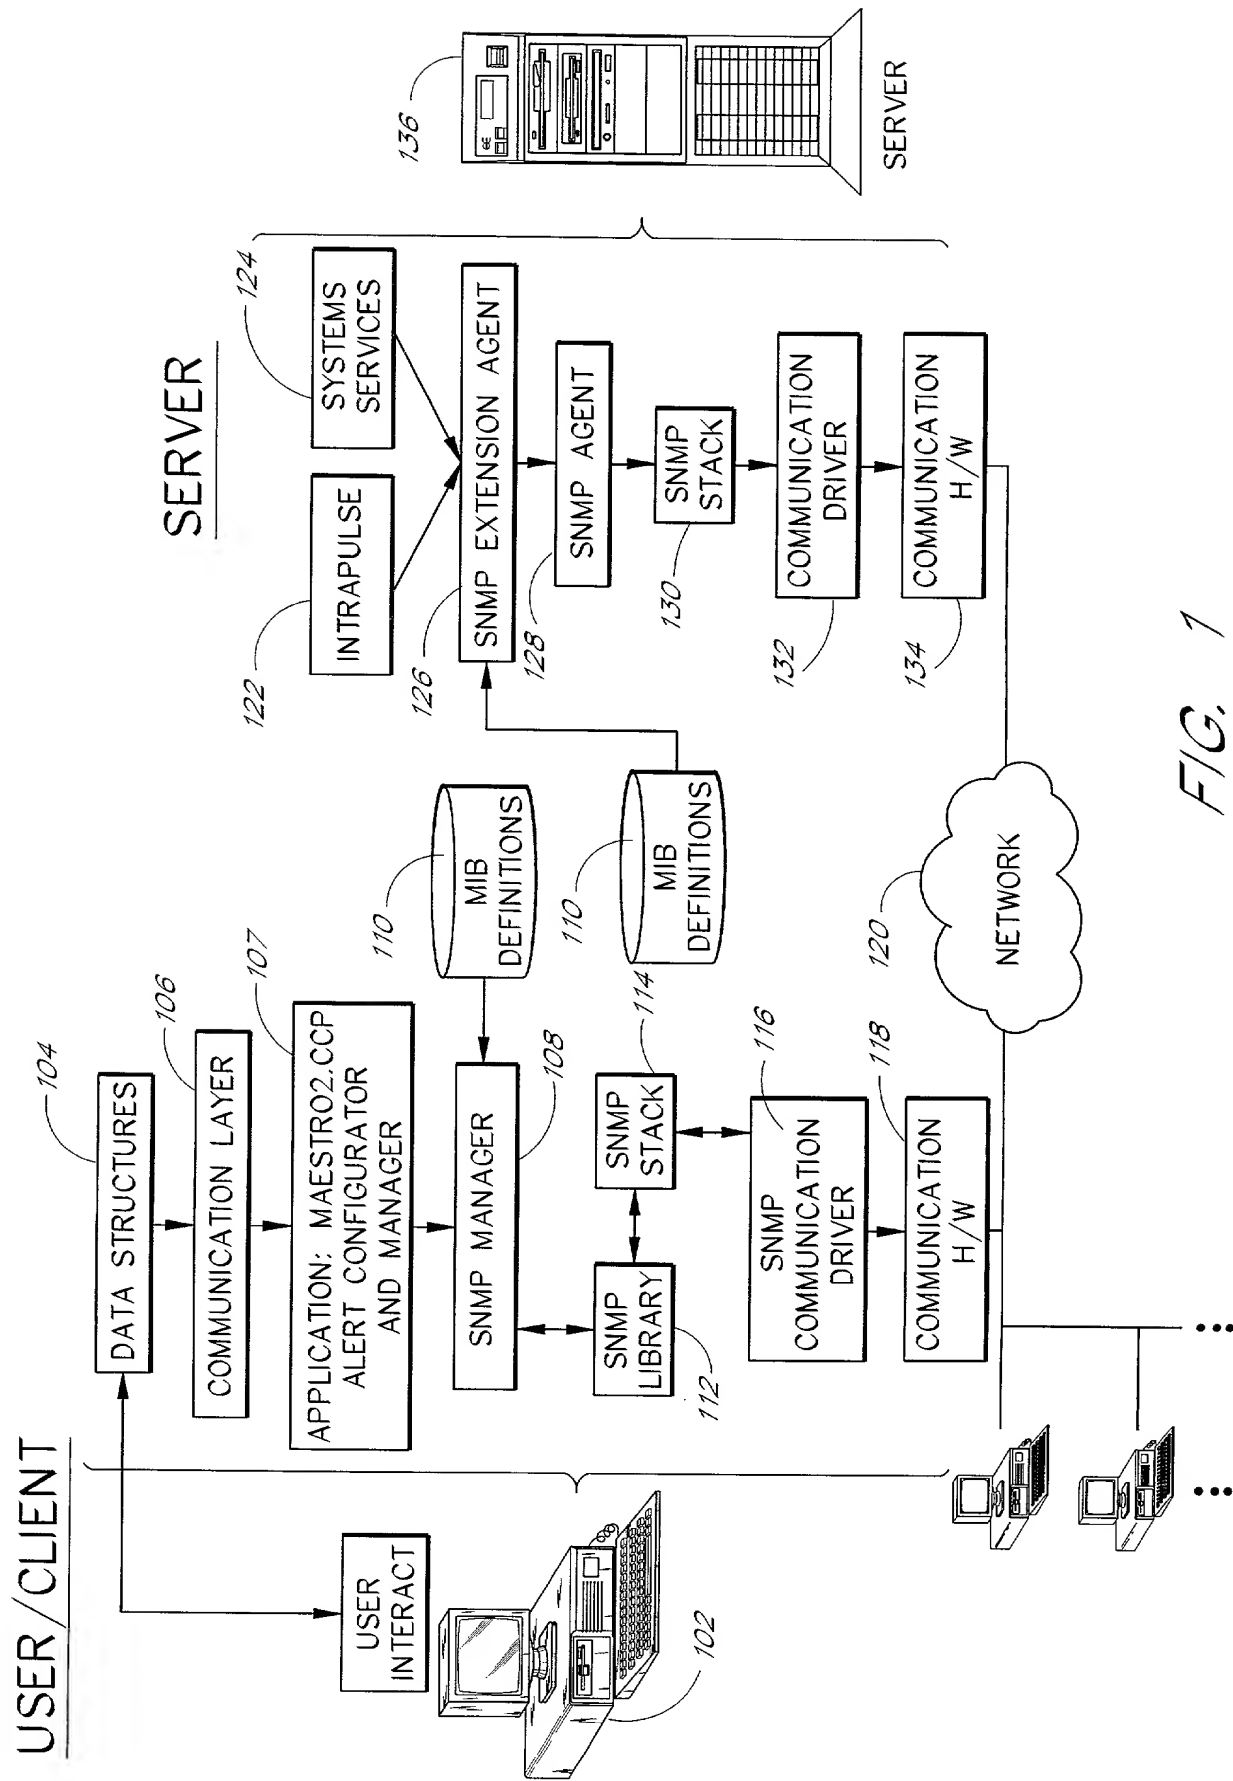 USER/CLIENT
SERVER
104
DATA STRUCTURES
106
COMMUNICATION LAYER
107
APPLICATION: MAESTRO2.CCP
ALERT CONFIGURATOR
AND MANAGER
USER
INTERACT
102
SNMP MANAGER
108
110
MIB
DEFINITIONS
110
MIB
DEFINITIONS
SNMP
LIBRARY
112
SNMP
STACK
114
SNMP
COMMUNICATION
DRIVER
116
COMMUNICATION
H/W
118
120
NETWORK
122
INTRAPULSE
124
SYSTEMS
SERVICES
126
SNMP EXTENSION AGENT
128
SNMP AGENT
130
SNMP
STACK
132
COMMUNICATION
DRIVER
134
COMMUNICATION
H/W
136
SERVER
FIG. 1